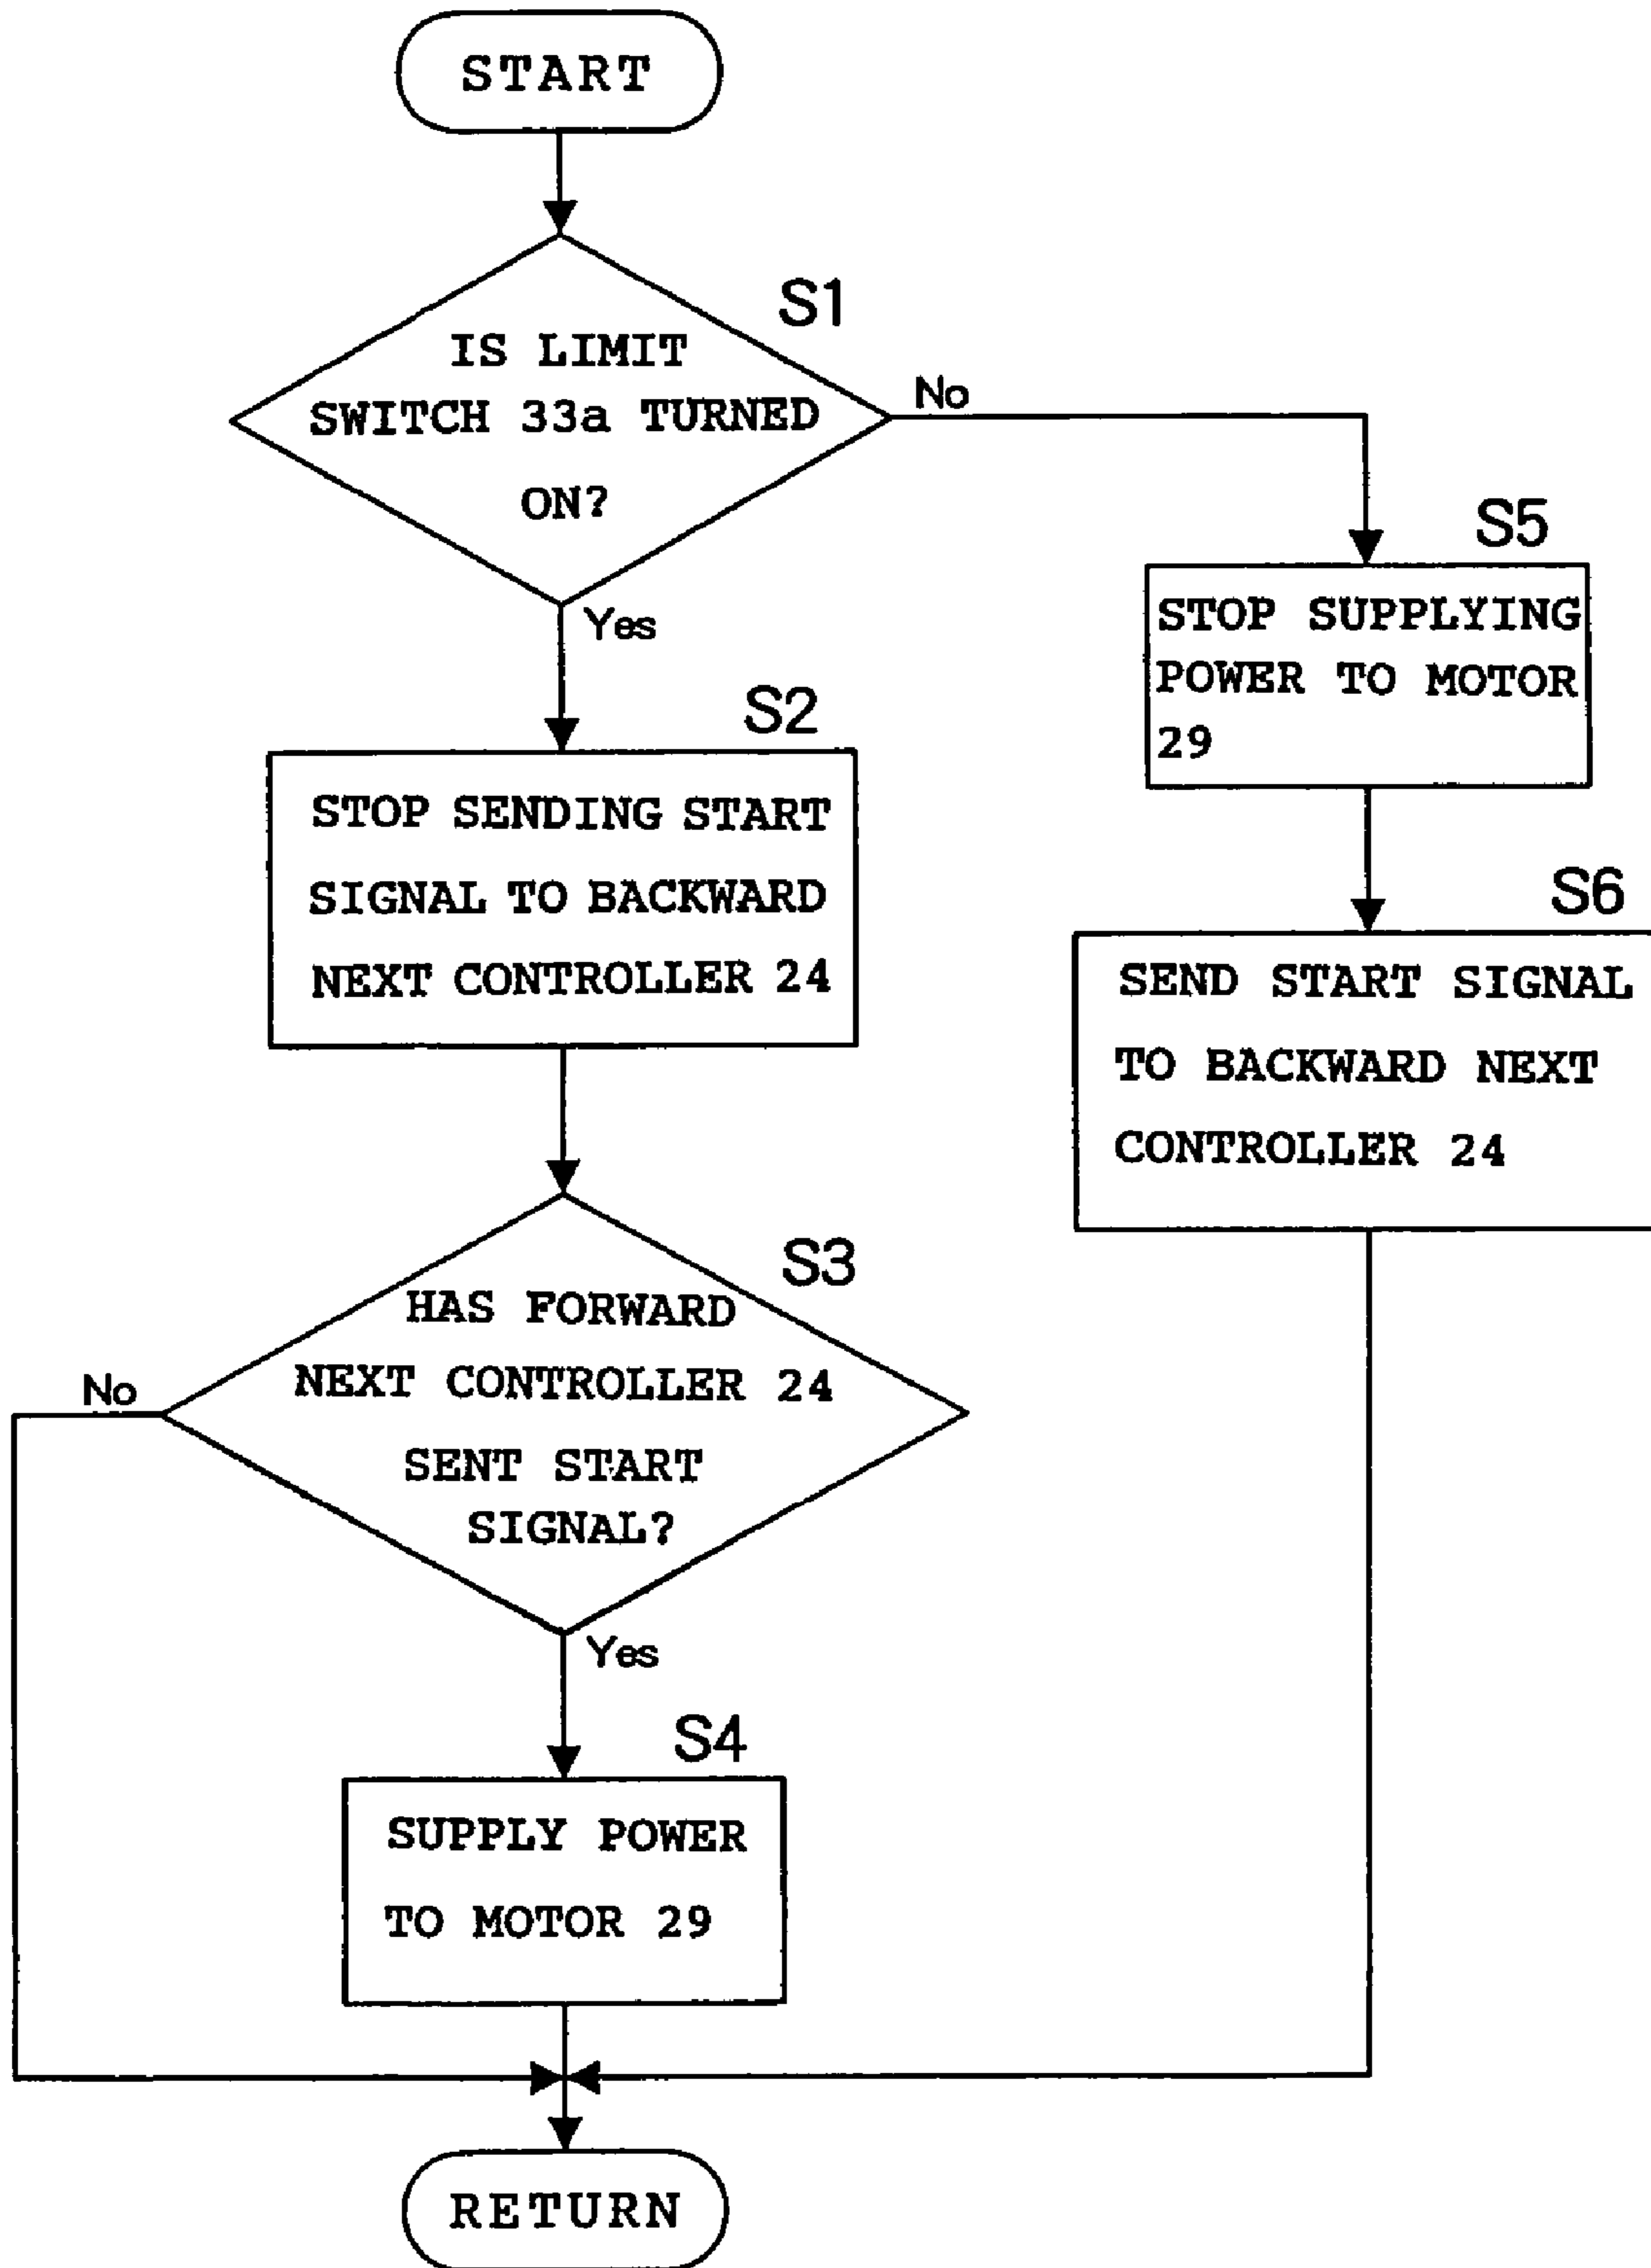 START
S1
IS LIMIT
SWITCH 33a TURNED
ON?
No
Yes
S2
STOP SENDING START
SIGNAL TO BACKWARD
NEXT CONTROLLER 24
S3
HAS FORWARD
NEXT CONTROLLER 24
SENT START
SIGNAL?
No
Yes
S4
SUPPLY POWER
TO MOTOR 29
S5
STOP SUPPLYING
POWER TO MOTOR
29
S6
SEND START SIGNAL
TO BACKWARD NEXT
CONTROLLER 24
RETURN